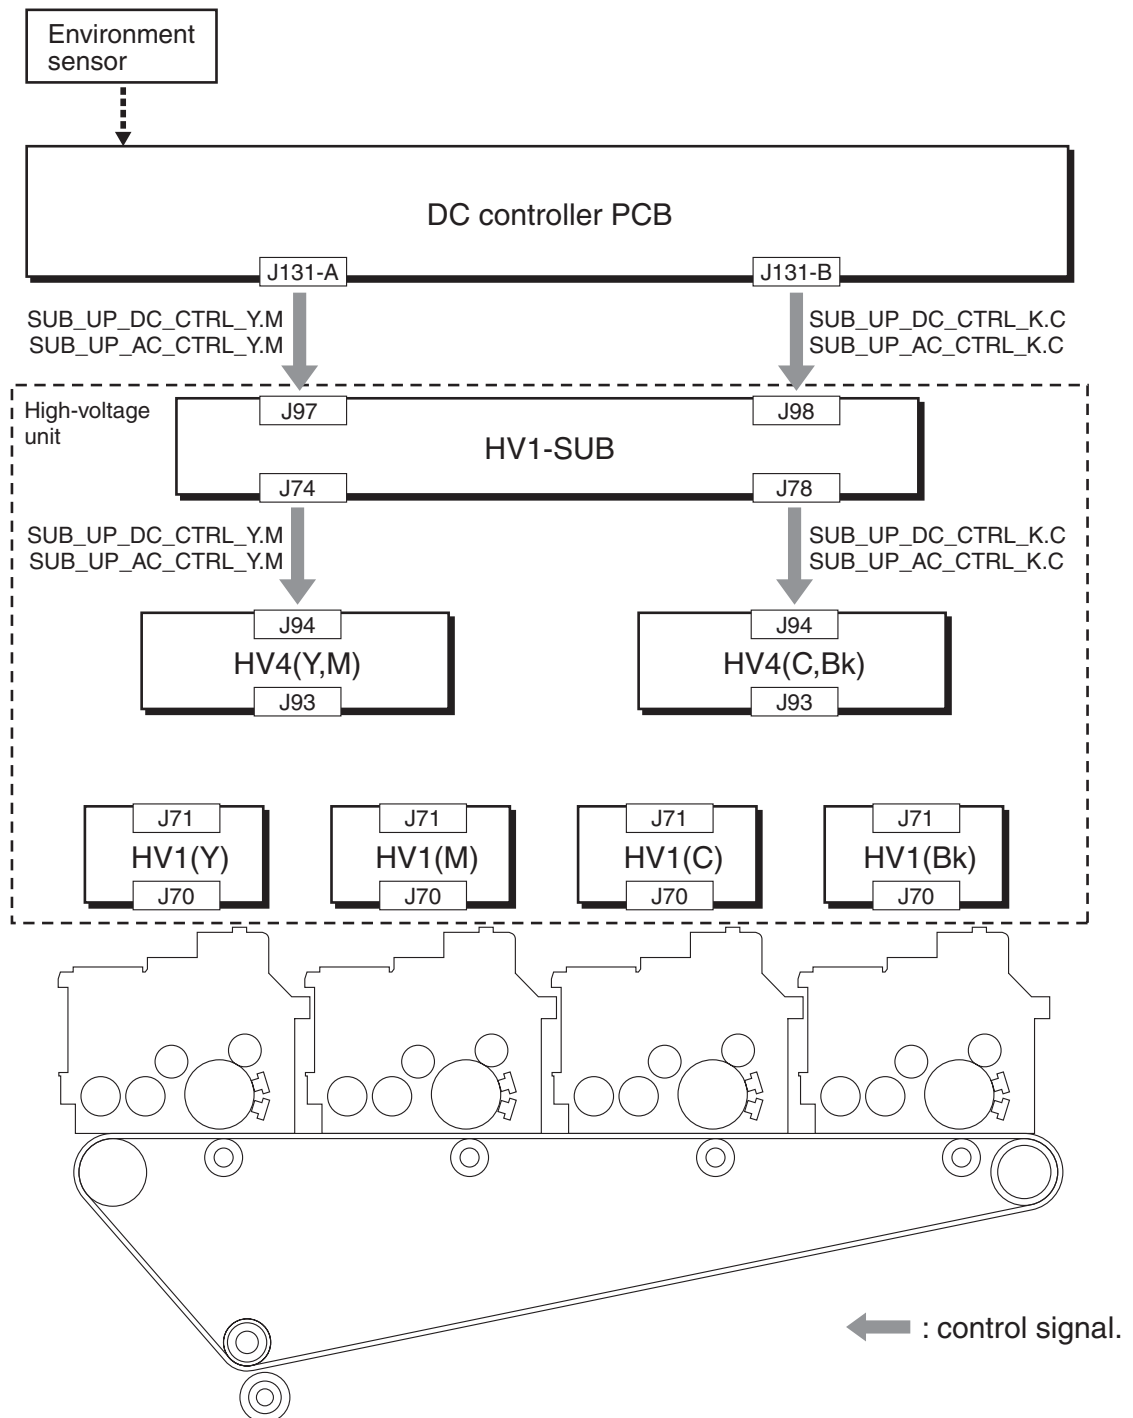 Environment
sensor
DC controller PCB
J131-A
J131-B
SUB_UP_DC_CTRL_Y.M
SUB_UP_AC_CTRL_Y.M
SUB_UP_DC_CTRL_K.C
SUB_UP_AC_CTRL_K.C
High-voltage
unit
J97
J98
HV1-SUB
J74
J78
SUB_UP_DC_CTRL_Y.M
SUB_UP_AC_CTRL_Y.M
SUB_UP_DC_CTRL_K.C
SUB_UP_AC_CTRL_K.C
J94
HV4(Y,M)
J93
J94
HV4(C,Bk)
J93
J71
HV1(Y)
J70
J71
HV1(M)
J70
J71
HV1(C)
J70
J71
HV1(Bk)
J70
: control signal.